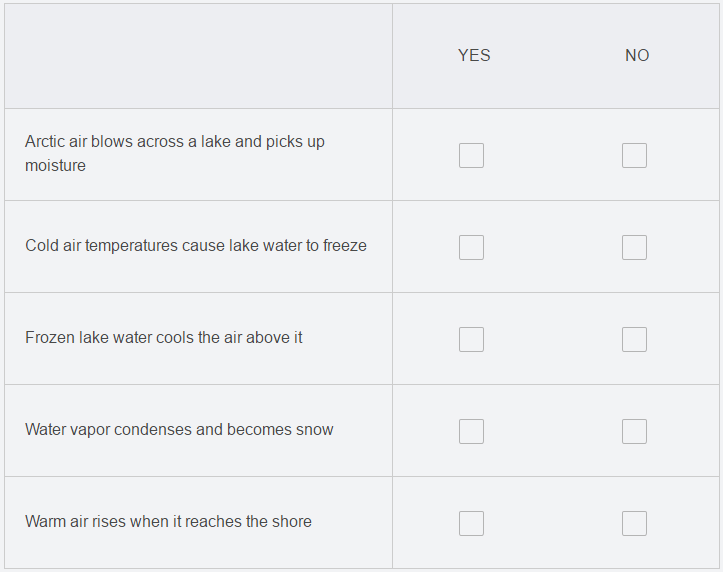 YES NO
Arctic air blows across a lake and picks up
moisture
Cold air temperatures cause lake water to freeze
Frozen lake water cools the air above it
Water vapor condenses and becomes snow
Warm air rises when it reaches the shore